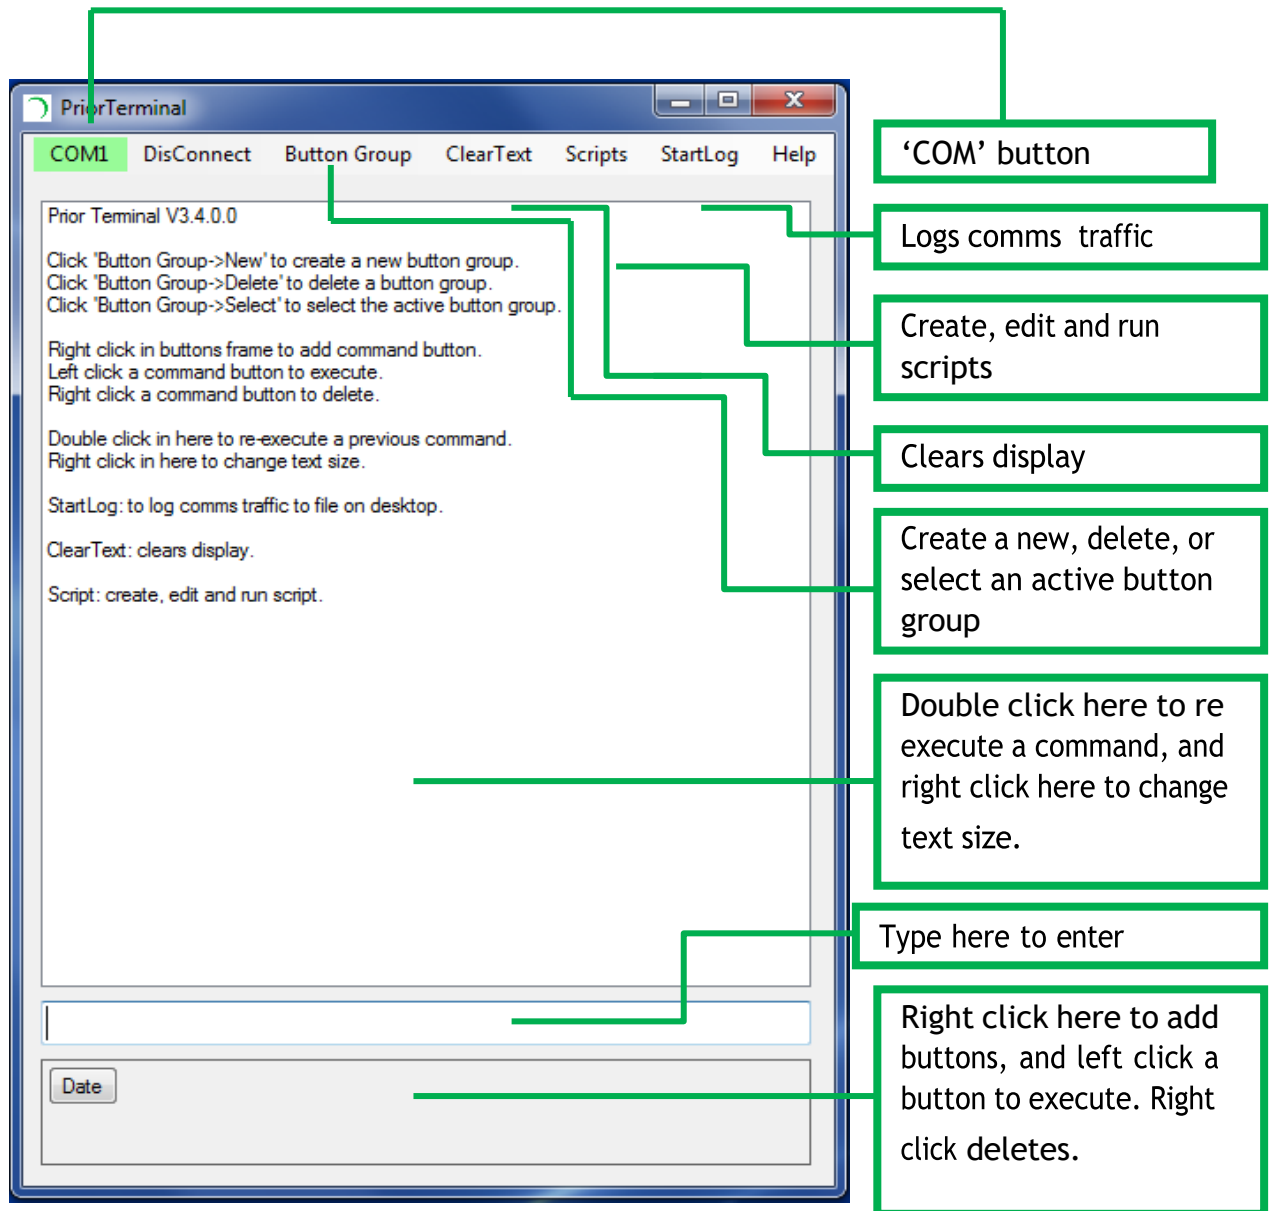 PriorTerminal
COM1 DisConnect Button Group ClearText Scripts StartLog Help
Prior Terminal V3.4.0.0
Click 'Button Group->New' to create a new button group.
Click 'Button Group->Delete' to delete a button group.
Click 'Button Group->Select' to select the active button group.
Right click in buttons frame to add command button.
Left click a command button to execute.
Right click a command button to delete.
Double click in here to re-execute a previous command.
Right click in here to change text size.
StartLog: to log comms traffic to file on desktop.
ClearText: clears display.
Script: create, edit and run script.
Date
‘COM’ button
Logs comms traffic
Create, edit and run
scripts
Clears display
Create a new, delete, or
select an active button
group
Double click here to re
execute a command, and
right click here to change
text size.
Type here to enter
Right click here to add
buttons, and left click a
button to execute. Right
click deletes.